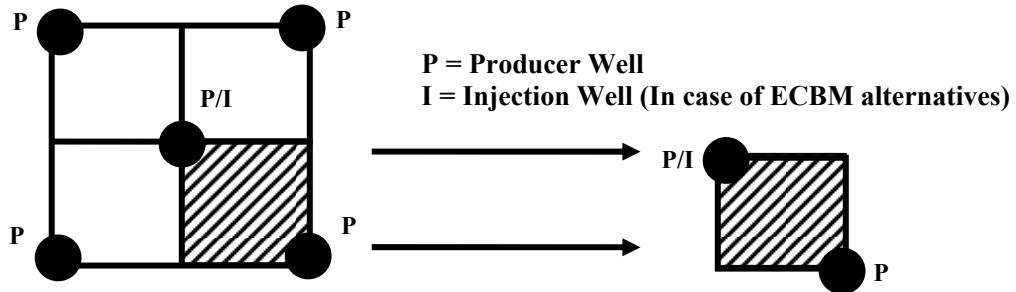 P
P
P = Producer Well
I = Injection Well (In case of ECBM alternatives)
P/I
P/I
P
P
P